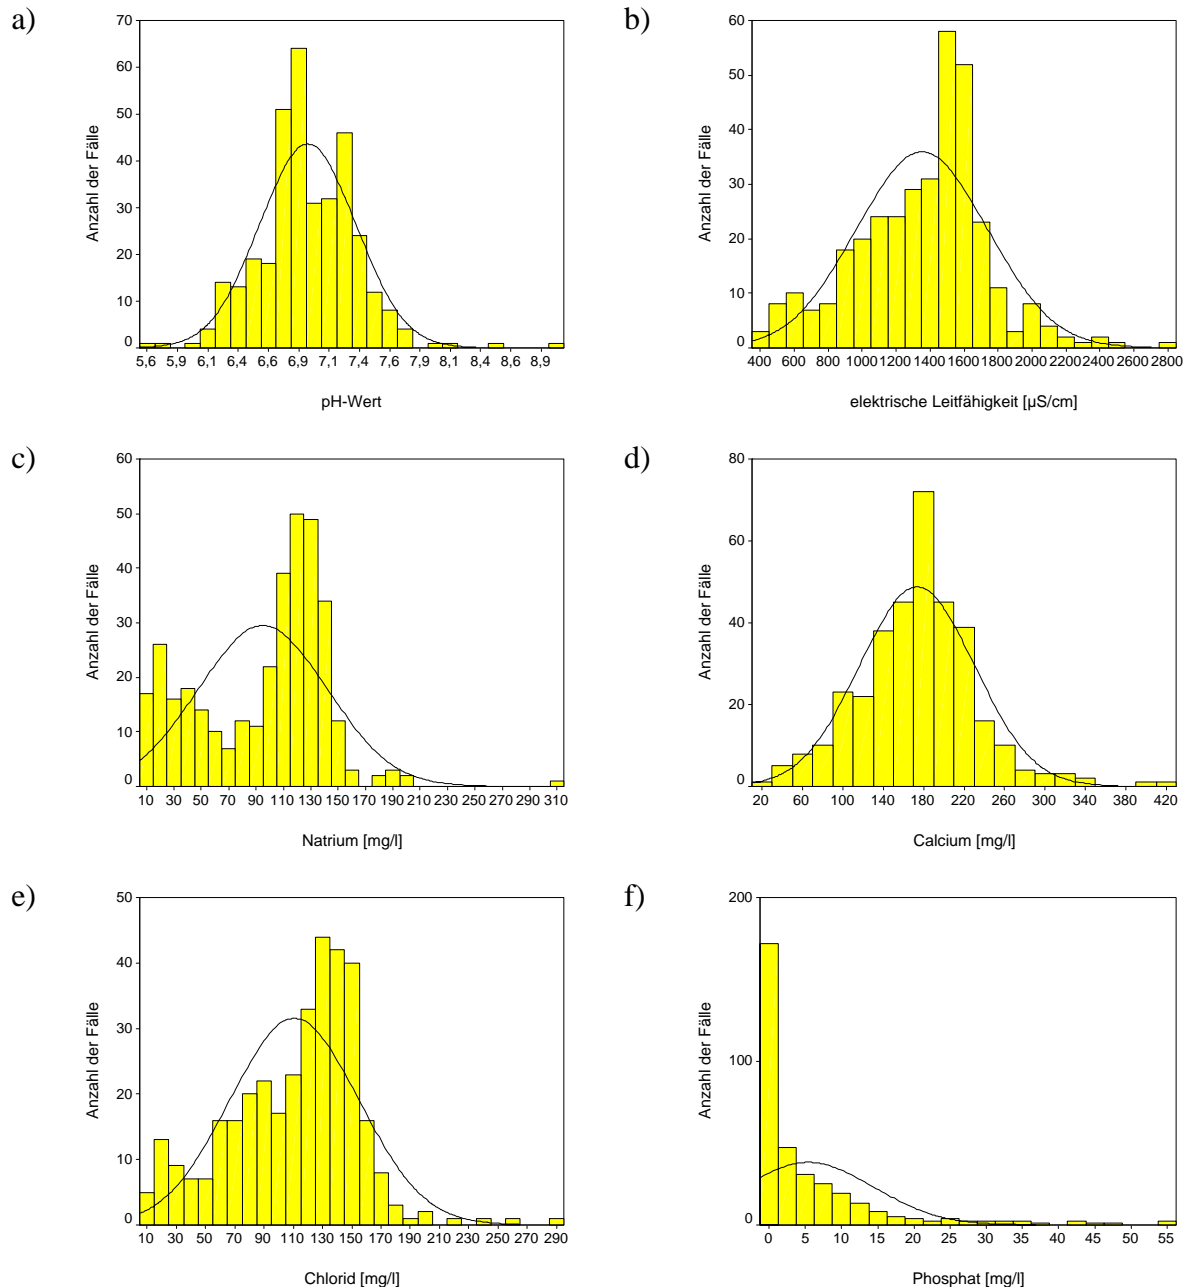 a)
70
60
50
40
30
20
10
0
Anzahl der Fälle
5,6 5,9 6,1 6,4 6,6 6,9 7,1 7,4 7,6 7,9 8,1 8,4 8,6 8,9
pH-Wert
b)
60
50
40
30
20
10
0
Anzahl der Fälle
400 600 800 1000 1200 1400 1600 1800 2000 2200 2400 2600 2800
elektrische Leitfähigkeit [µS/cm]
c)
60
50
40
30
20
10
0
Anzahl der Fälle
10 30 50 70 90 110 130 150 170 190 210 230 250 270 290 310
Natrium [mg/l]
d)
80
60
40
20
0
Anzahl der Fälle
20 60 100 140 180 220 260 300 340 380 420
Calcium [mg/l]
e)
50
40
30
20
10
0
Anzahl der Fälle
10 30 50 70 90 110 130 150 170 190 210 230 250 270 290
Chlorid [mg/l]
f)
200
100
0
Anzahl der Fälle
0 5 10 15 20 25 30 35 40 45 50 55
Phosphat [mg/l]